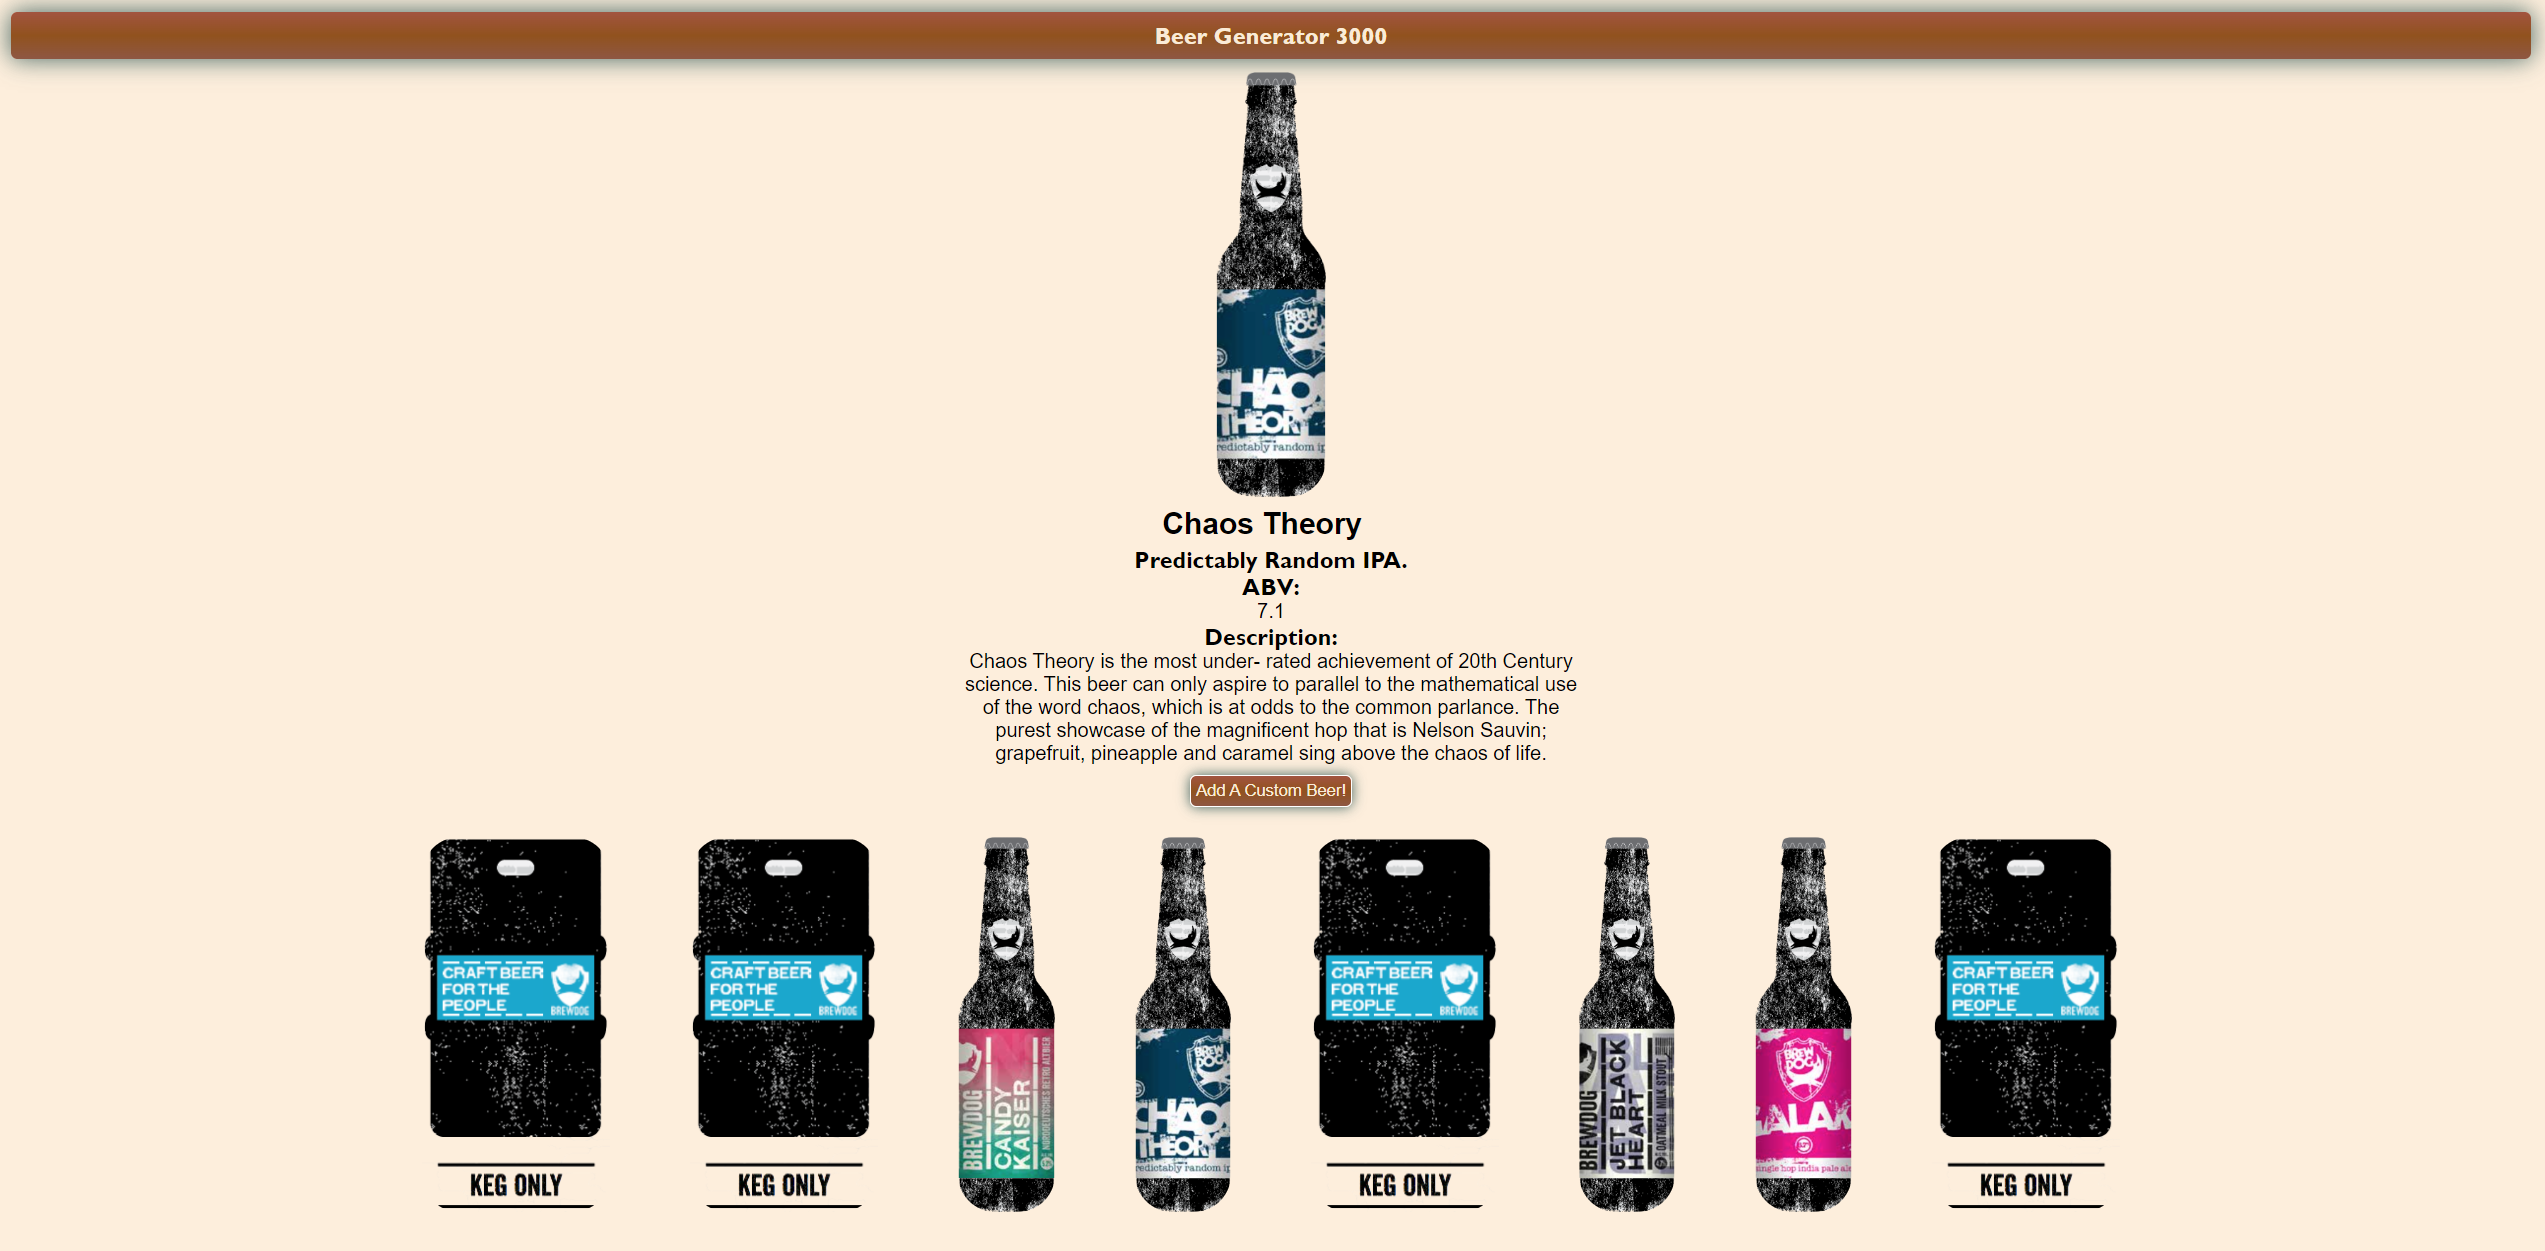 Beer Generator 3000
BREW
DOG
CHAOS
THEORY
redictably random ip
Chaos Theory
Predictably Random IPA.
ABV:
7.1
Description:
Chaos Theory is the most under- rated achievement of 20th Century
science. This beer can only aspire to parallel to the mathematical use
of the word chaos, which is at odds to the common parlance. The
purest showcase of the magnificent hop that is Nelson Sauvin;
grapefruit, pineapple and caramel sing above the chaos of life.
Add A Custom Beer!
CRAFT BEER
FOR THE
PEOPLE
BREWDOG
KEG ONLY
CRAFT BEER
FOR THE
PEOPLE
BREWDOG
KEG ONLY
BREWDOG
CANDY
KAISER
NORDDEUTSCHES RETRO ALTBIER
BREW
DOG
CHAOS
THEORY
redictably random ip
CRAFT BEER
FOR THE
PEOPLE
BREWDOG
KEG ONLY
BREWDOG
JET BLACK
HEART
OATMEAL MILK STOUT
BREW
DOG
ALAK
single hop india pale ale
CRAFT BEER
FOR THE
PEOPLE
BREWDOG
KEG ONLY